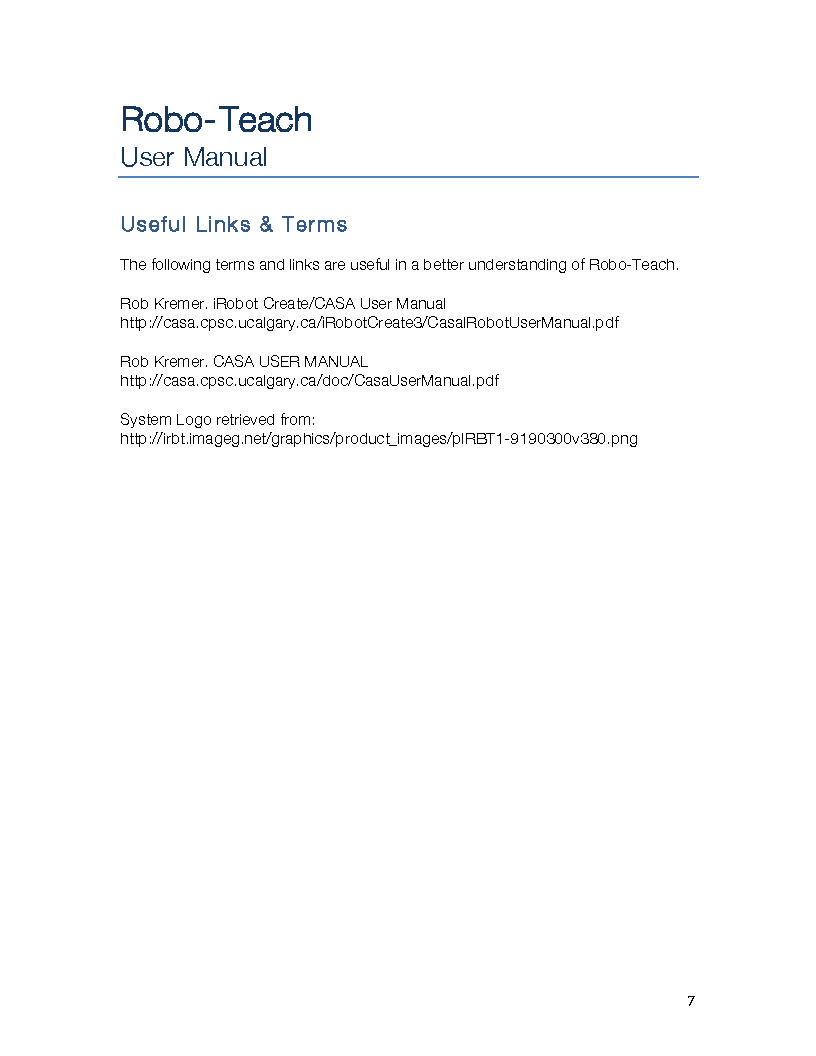 Robo-Teach
User Manual
Useful Links & Terms
The following terms and links are useful in a better understanding of Robo-Teach.
Rob Kremer. iRobot Create/CASA User Manual
http://casa.cpsc.ucalgary.ca/iRobotCreate3/CasaIRobotUserManual.pdf
Rob Kremer. CASA USER MANUAL
http://casa.cpsc.ucalgary.ca/doc/CasaUserManual.pdf
System Logo retrieved from:
http://irbt.imageg.net/graphics/product_images/pIRBT1-9190300v380.png
7